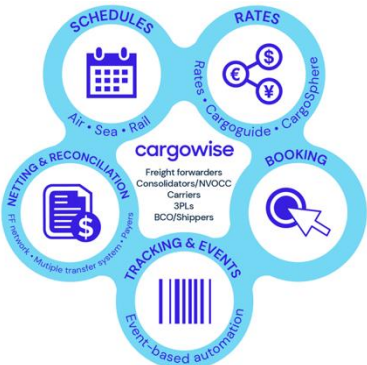 SCHEDULES
Air • Sea • Rail
RATES
Rates • Cargoguide • CargoSphere
€
$
¥
cargowise
Freight forwarders
Consolidators/NVOCC
Carriers
3PLs
BCO/Shippers
NETTING & RECONCILIATION
$
FF network • Mutiple transfer system • Payers
BOOKING
TRACKING & EVENTS
Event-based automation